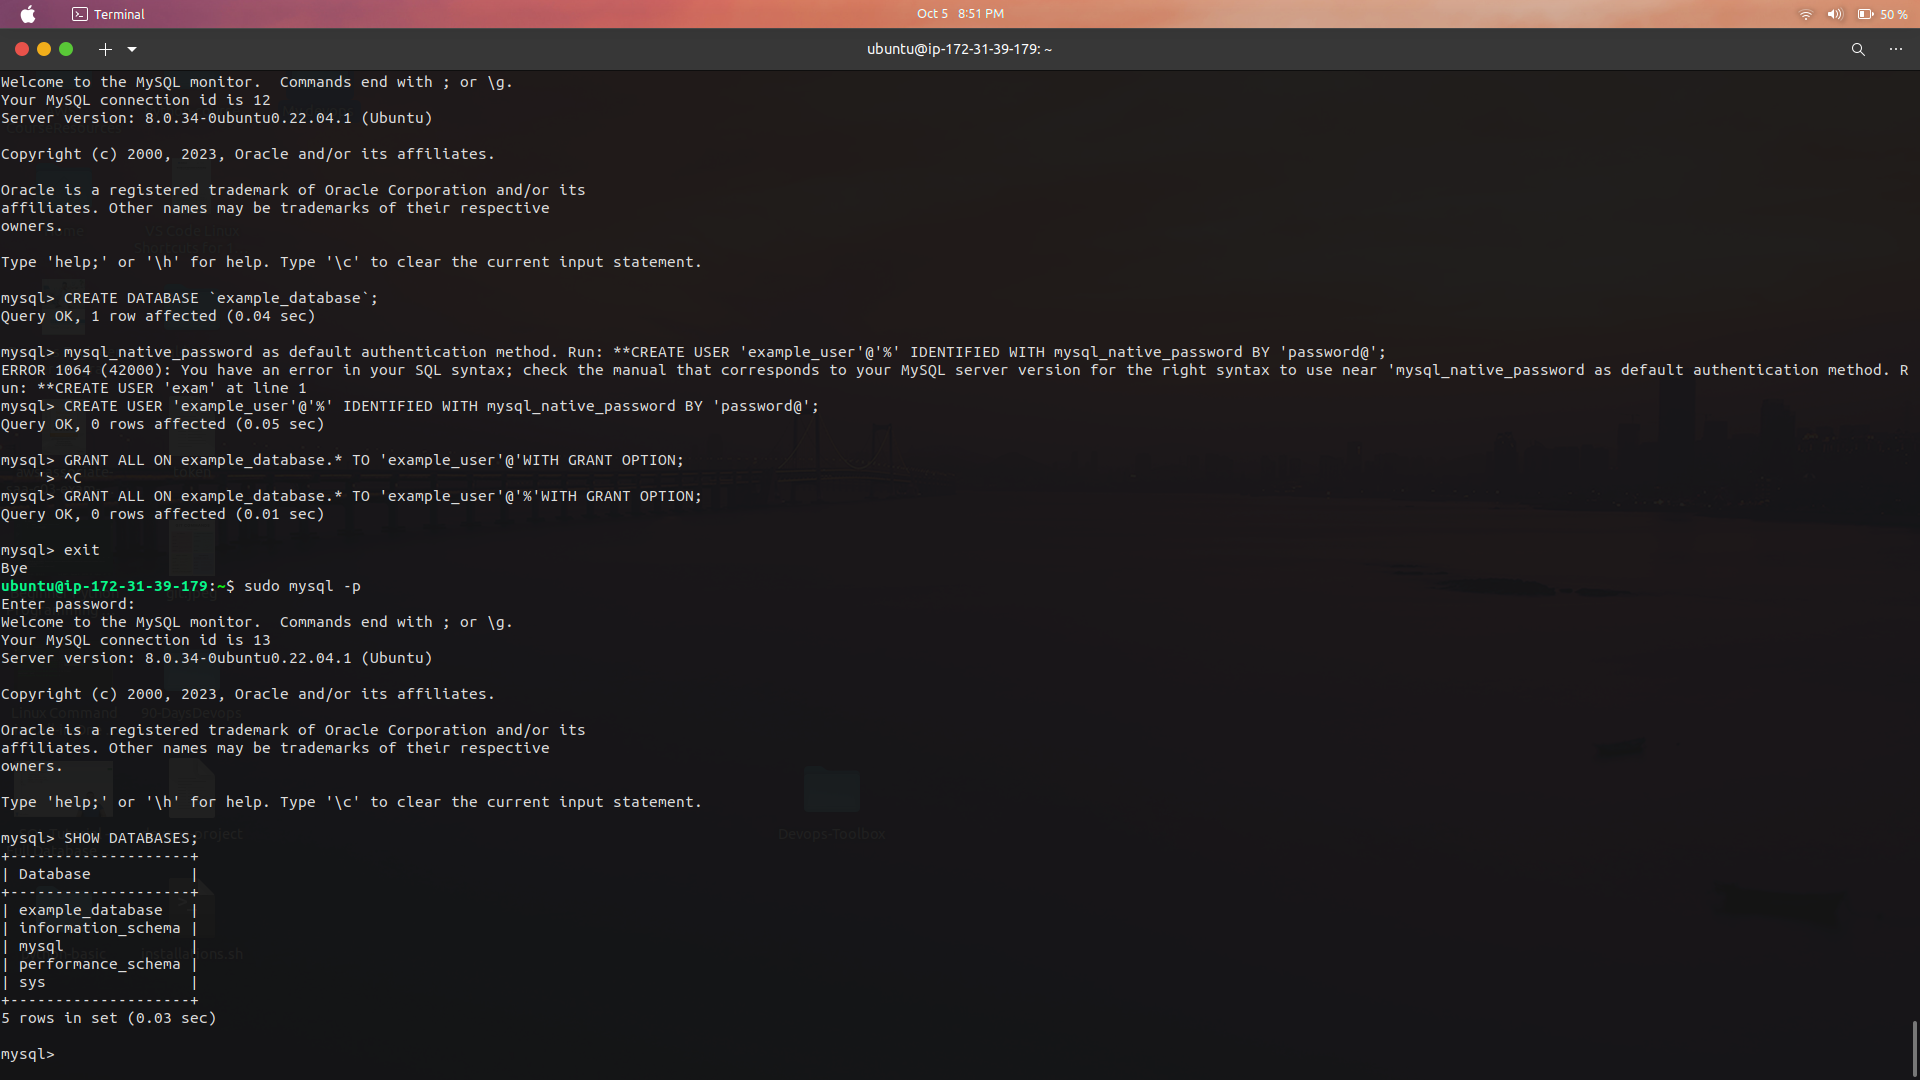 Terminal
Oct 5 8:51 PM
50 %
ubuntu@ip-172-31-39-179: ~
Welcome to the MySQL monitor.  Commands end with ; or \g.
Your MySQL connection id is 12
Server version: 8.0.34-0ubuntu0.22.04.1 (Ubuntu)
Copyright (c) 2000, 2023, Oracle and/or its affiliates.
Oracle is a registered trademark of Oracle Corporation and/or its
affiliates. Other names may be trademarks of their respective
owners.
Type 'help;' or '\h' for help. Type '\c' to clear the current input statement.
mysql> CREATE DATABASE `example_database`;
Query OK, 1 row affected (0.04 sec)
mysql> mysql_native_password as default authentication method. Run: **CREATE USER 'example_user'@'%' IDENTIFIED WITH mysql_native_password BY 'password@';
ERROR 1064 (42000): You have an error in your SQL syntax; check the manual that corresponds to your MySQL server version for the right syntax to use near 'mysql_native_password as default authentication method. R
un: **CREATE USER 'exam' at line 1
mysql> CREATE USER 'example_user'@'%' IDENTIFIED WITH mysql_native_password BY 'password@';
Query OK, 0 rows affected (0.05 sec)
mysql> GRANT ALL ON example_database.* TO 'example_user'@'WITH GRANT OPTION;
    '> ^C
mysql> GRANT ALL ON example_database.* TO 'example_user'@'%'WITH GRANT OPTION;
Query OK, 0 rows affected (0.01 sec)
mysql> exit
Bye
ubuntu@ip-172-31-39-179:~$ sudo mysql -p
Enter password:
Welcome to the MySQL monitor.  Commands end with ; or \g.
Your MySQL connection id is 13
Server version: 8.0.34-0ubuntu0.22.04.1 (Ubuntu)
Copyright (c) 2000, 2023, Oracle and/or its affiliates.
Oracle is a registered trademark of Oracle Corporation and/or its
affiliates. Other names may be trademarks of their respective
owners.
Type 'help;' or '\h' for help. Type '\c' to clear the current input statement.
Devops-Toolbox
mysql> SHOW DATABASES;
+--------------------+
| Database           |
+--------------------+
| example_database   |
| information_schema |
| mysql              |
| performance_schema |
| sys                |
+--------------------+
5 rows in set (0.03 sec)
mysql>